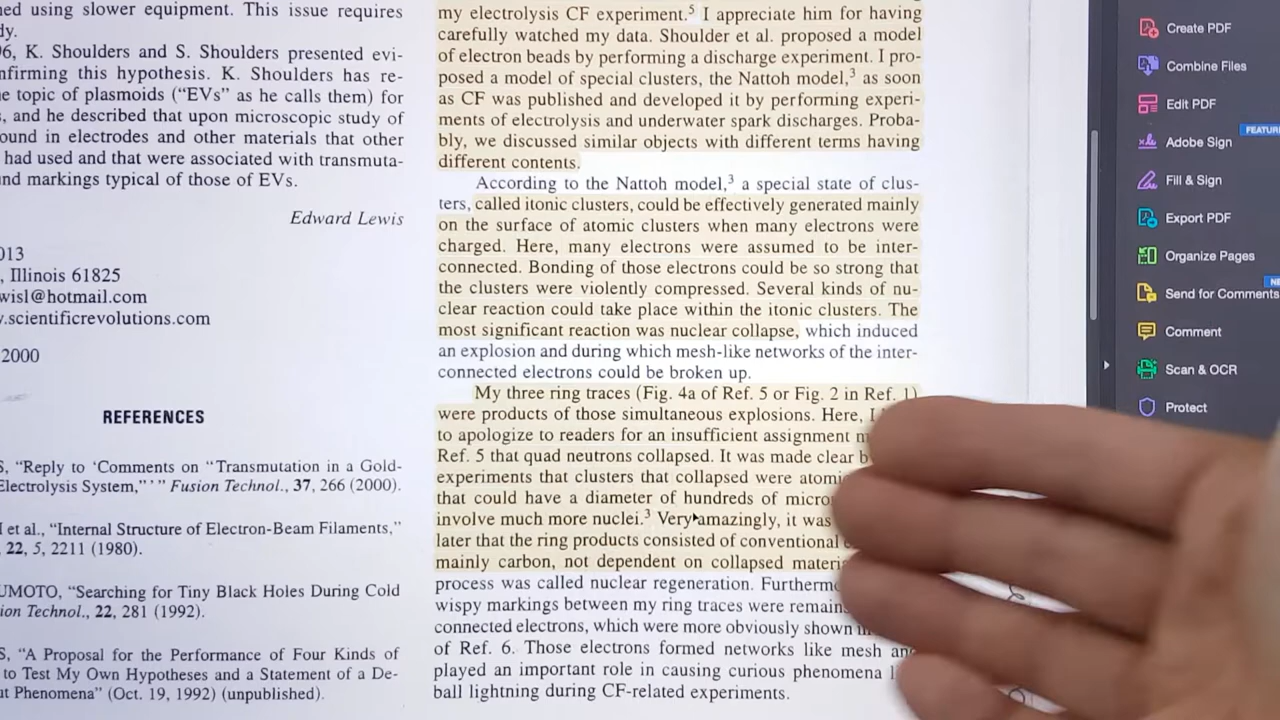 ned using slower equipment. This issue requires
dy.
96, K. Shoulders and S. Shoulders presented evi-
nfirming this hypothesis. K. Shoulders has re-
e topic of plasmoids (“EVs” as he calls them) for
s, and he described that upon microscopic study of
ound in electrodes and other materials that other
had used and that were associated with transmuta-
nd markings typical of those of EVs.
Edward Lewis
013
, Illinois 61825
wisl@hotmail.com
.scientificrevolutions.com
2000
REFERENCES
S, “Reply to ‘Comments on “Transmutation in a Gold-
Electrolysis System,” ’ ” Fusion Technol., 37, 266 (2000).
et al., “Internal Structure of Electron-Beam Filaments,”
22, 5, 2211 (1980).
UMOTO, “Searching for Tiny Black Holes During Cold
ion Technol., 22, 281 (1992).
S, “A Proposal for the Performance of Four Kinds of
to Test My Own Hypotheses and a Statement of a De-
ut Phenomena” (Oct. 19, 1992) (unpublished).
my electrolysis CF experiment.5 I appreciate him for having
carefully watched my data. Shoulder et al. proposed a model
of electron beads by performing a discharge experiment. I pro-
posed a model of special clusters, the Nattoh model,3 as soon
as CF was published and developed it by performing experi-
ments of electrolysis and underwater spark discharges. Proba-
bly, we discussed similar objects with different terms having
different contents.
According to the Nattoh model,3 a special state of clus-
ters, called itonic clusters, could be effectively generated mainly
on the surface of atomic clusters when many electrons were
charged. Here, many electrons were assumed to be inter-
connected. Bonding of those electrons could be so strong that
the clusters were violently compressed. Several kinds of nu-
clear reaction could take place within the itonic clusters. The
most significant reaction was nuclear collapse, which induced
an explosion and during which mesh-like networks of the inter-
connected electrons could be broken up.
My three ring traces (Fig. 4a of Ref. 5 or Fig. 2 in Ref. 1)
were products of those simultaneous explosions. Here, I
to apologize to readers for an insufficient assignment
Ref. 5 that quad neutrons collapsed. It was made clear
experiments that clusters that collapsed were
that could have a diameter of hundreds of
involve much more nuclei.3 Very amazingly, it was
later that the ring products consisted of conventional
mainly carbon, not dependent on collapsed
process was called nuclear regeneration.
wispy markings between my ring traces were
connected electrons, which were more obviously shown
of Ref. 6. Those electrons formed networks like mesh and
played an important role in causing curious phenomena
ball lightning during CF-related experiments.
Create PDF
Combine Files
Edit PDF
FEATUR
Adobe Sign
Fill & Sign
Export PDF
Organize Pages
NE
Send for Comments
Comment
Scan & OCR
Protect